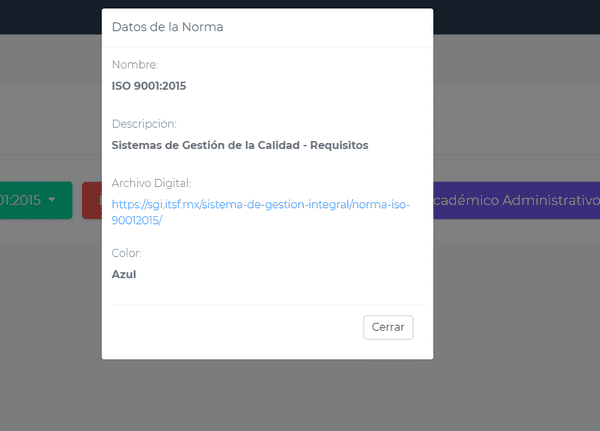 Datos de la Norma
Nombre:
ISO 9001:2015
Descripción:
Sistemas de Gestión de la Calidad - Requisitos
Archivo Digital:
https://sgi.itsf.mx/sistema-de-gestion-integral/norma-iso-
90012015/
01:2015
cadémico Administrativo
Color:
Azul
Cerrar